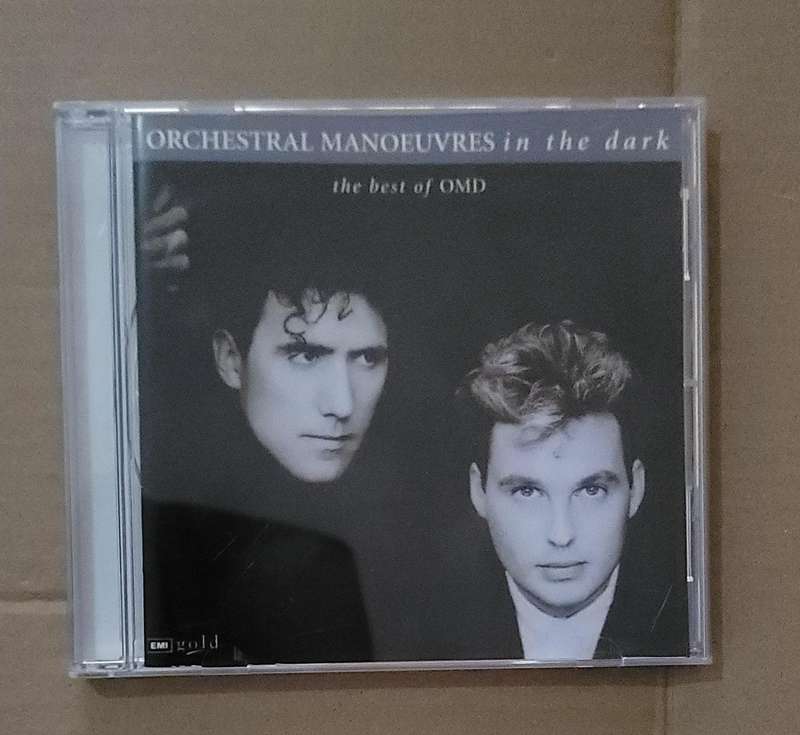 ORCHESTRAL MANOEUVRES in the dark
the best of OMD
EMI gold